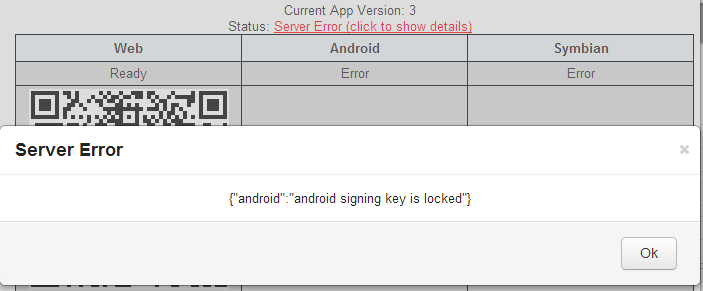 Current App Version: 3
Status: Server Error (click to show details)
Web Android Symbian
Ready Error Error
Server Error ×
{"android":"android signing key is locked"}
Ok